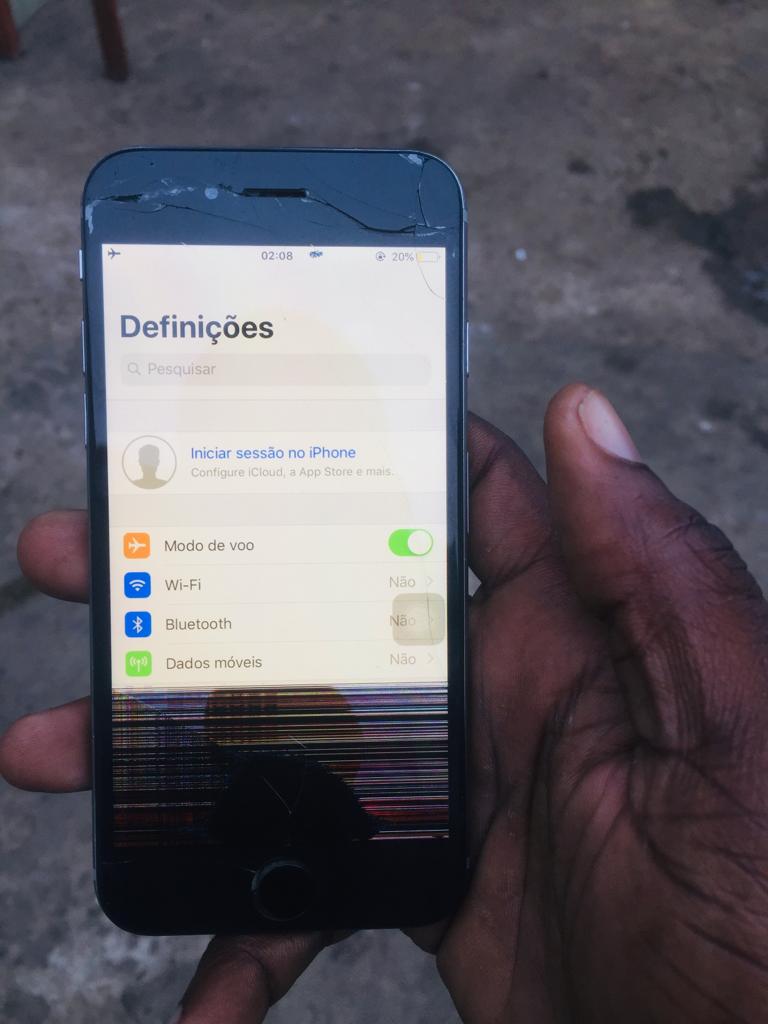 02:08
20%
Definições
Pesquisar
Iniciar sessão no iPhone
Configure iCloud, a App Store e mais.
Modo de voo
Wi-Fi Não
Bluetooth Não
Dados móveis Não